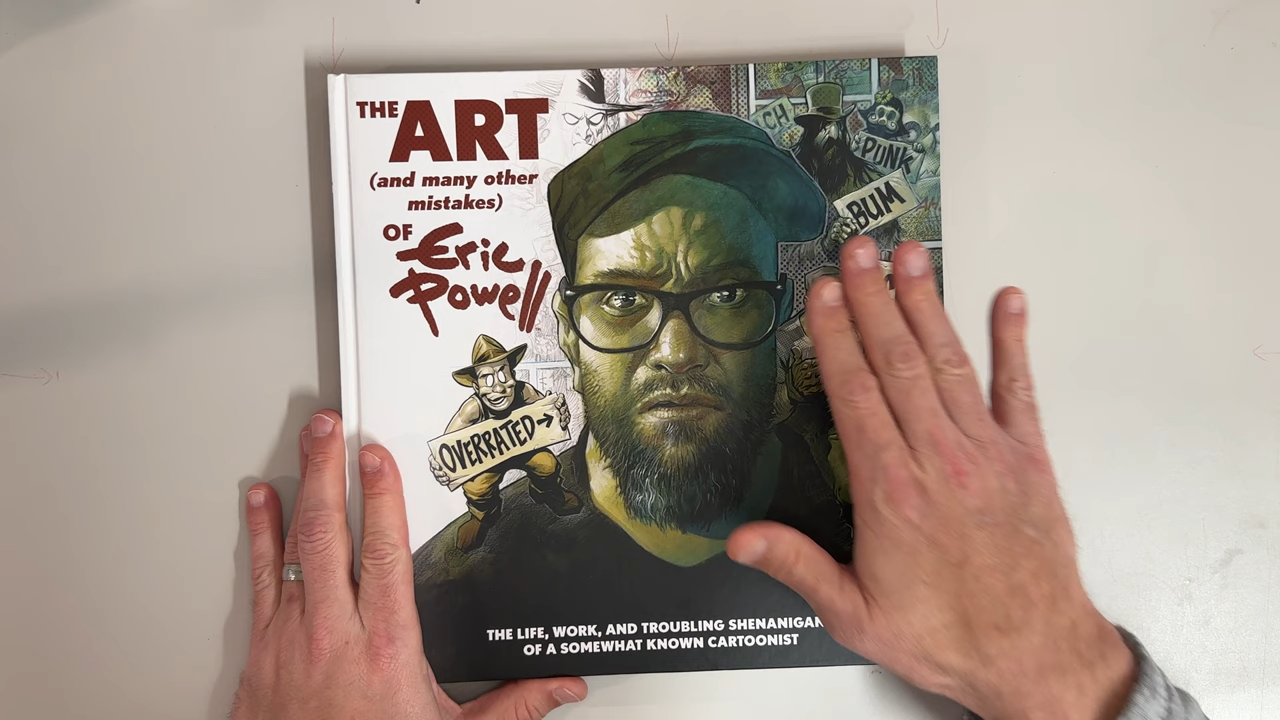 THE ART
(and many other
mistakes)
OF Eric
Powell
CH
PUNK
BUM
OVERRATED→
THE LIFE, WORK, AND TROUBLING SHENANIGAN
OF A SOMEWHAT KNOWN CARTOONIST